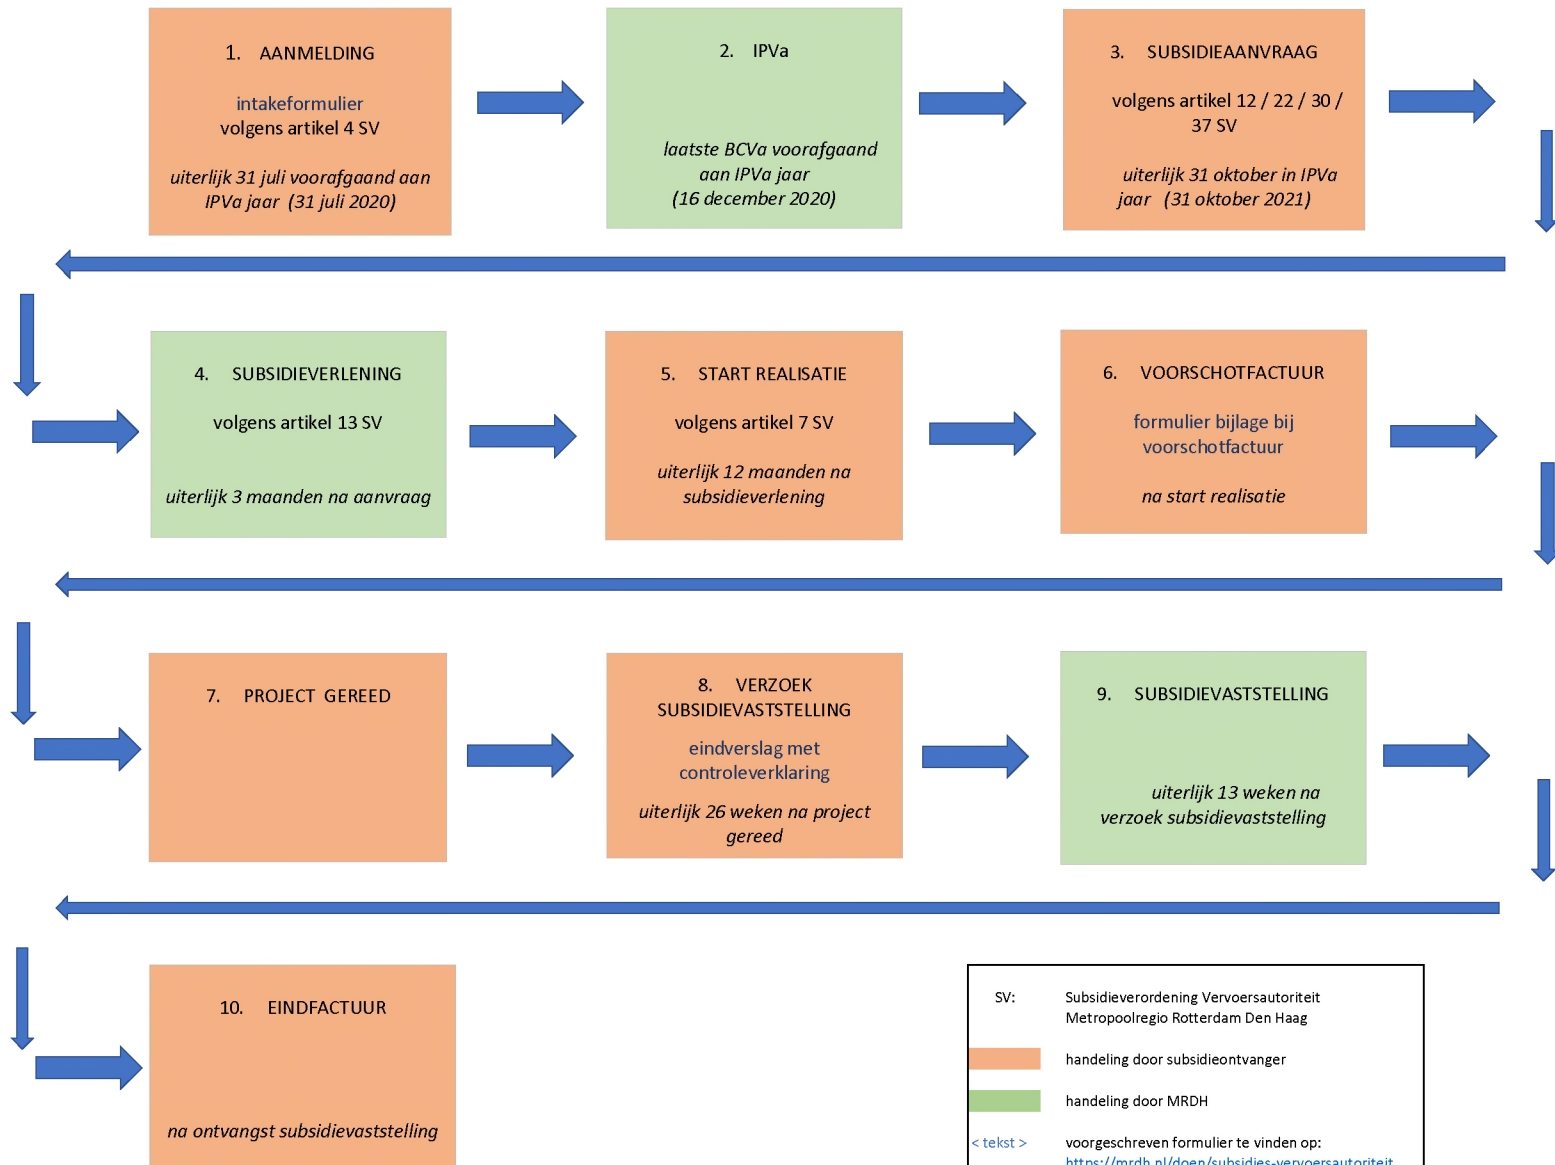 1. AANMELDING
intakeformulier
volgens artikel 4 SV
uiterlijk 31 juli voorafgaand aan
IPVa jaar (31 juli 2020)
2. IPVa
laatste BCVa voorafgaand
aan IPVa jaar
(16 december 2020)
3. SUBSIDIEAANVRAAG
volgens artikel 12 / 22 / 30 /
37 SV
uiterlijk 31 oktober in IPVa
jaar (31 oktober 2021)
4. SUBSIDIEVERLENING
volgens artikel 13 SV
uiterlijk 3 maanden na aanvraag
5. START REALISATIE
volgens artikel 7 SV
uiterlijk 12 maanden na
subsidieverlening
6. VOORSCHOTFACTUUR
formulier bijlage bij
voorschotfactuur
na start realisatie
7. PROJECT GEREED
8. VERZOEK
SUBSIDIEVASTSTELLING
eindverslag met
controleverklaring
uiterlijk 26 weken na project
gereed
9. SUBSIDIEVASTSTELLING
uiterlijk 13 weken na
verzoek subsidievaststelling
10. EINDFACTUUR
na ontvangst subsidievaststelling
SV: Subsidieverordening Vervoersautoriteit
Metropoolregio Rotterdam Den Haag
handeling door subsidieontvanger
handeling door MRDH
< tekst > voorgeschreven formulier te vinden op:
https://mrdh.nl/doen/subsidies-vervoersautoriteit